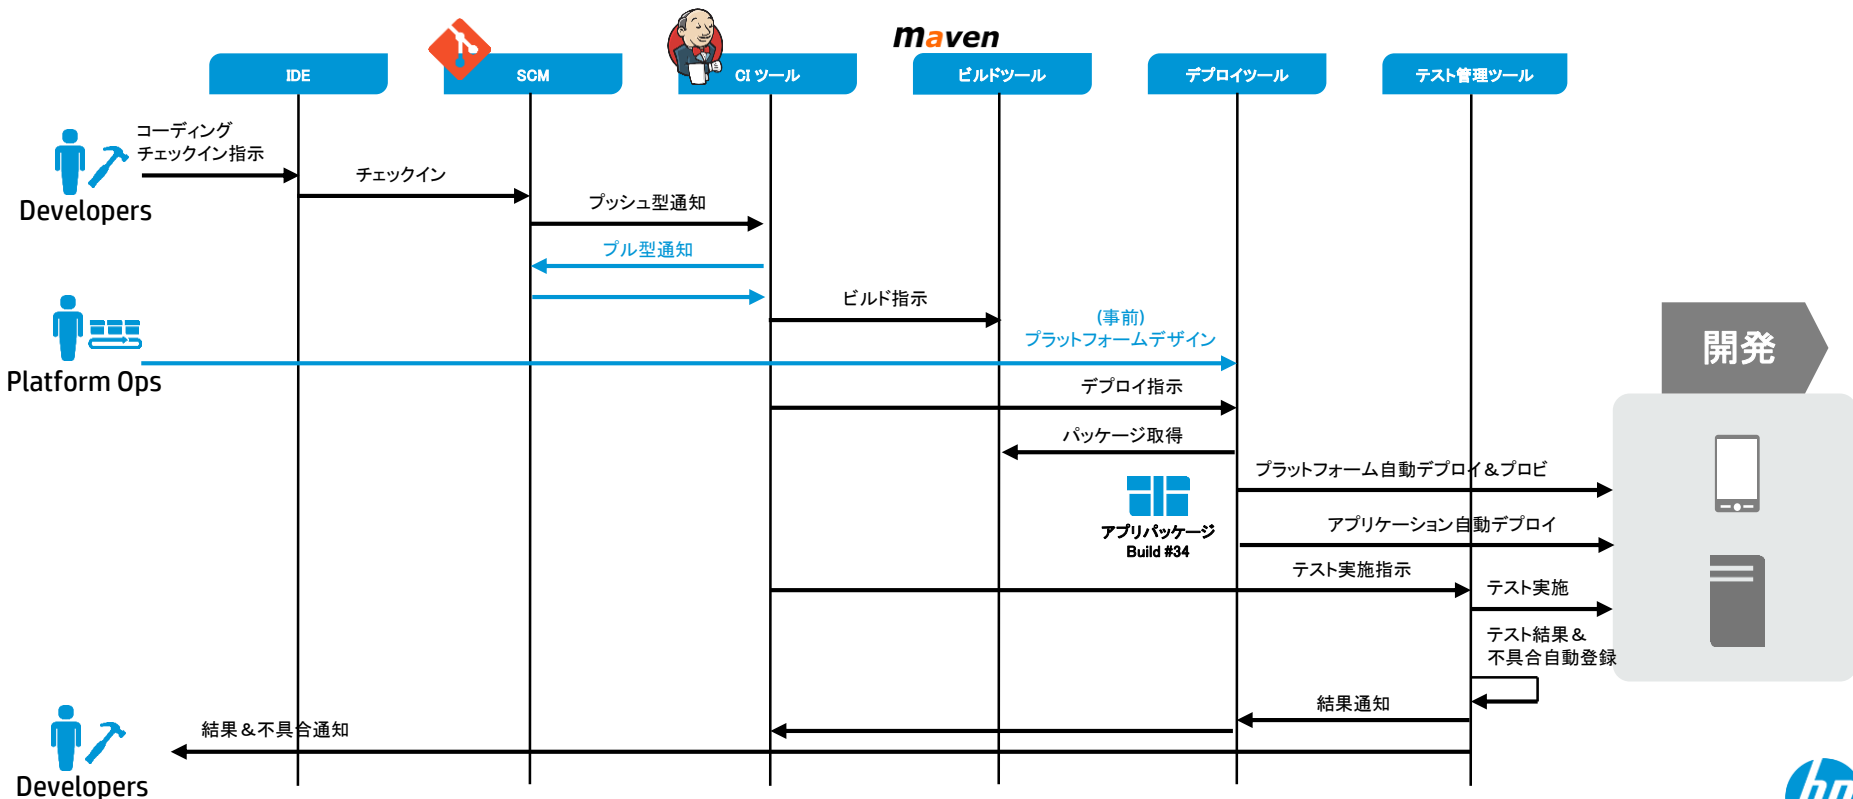 maven
IDE
SCM
CI ツール
ビルドツール
デプロイツール
テスト管理ツール
コーディング
チェックイン指示
チェックイン
Developers
プッシュ型通知
プル型通知
ビルド指示
(事前)
プラットフォームデザイン
開発
Platform Ops
デプロイ指示
パッケージ取得
プラットフォーム自動デプロイ＆プロビ
アプリパッケージ
Build #34
アプリケーション自動デプロイ
テスト実施指示
テスト実施
テスト結果＆
不具合自動登録
結果通知
結果＆不具合通知
Developers
hp